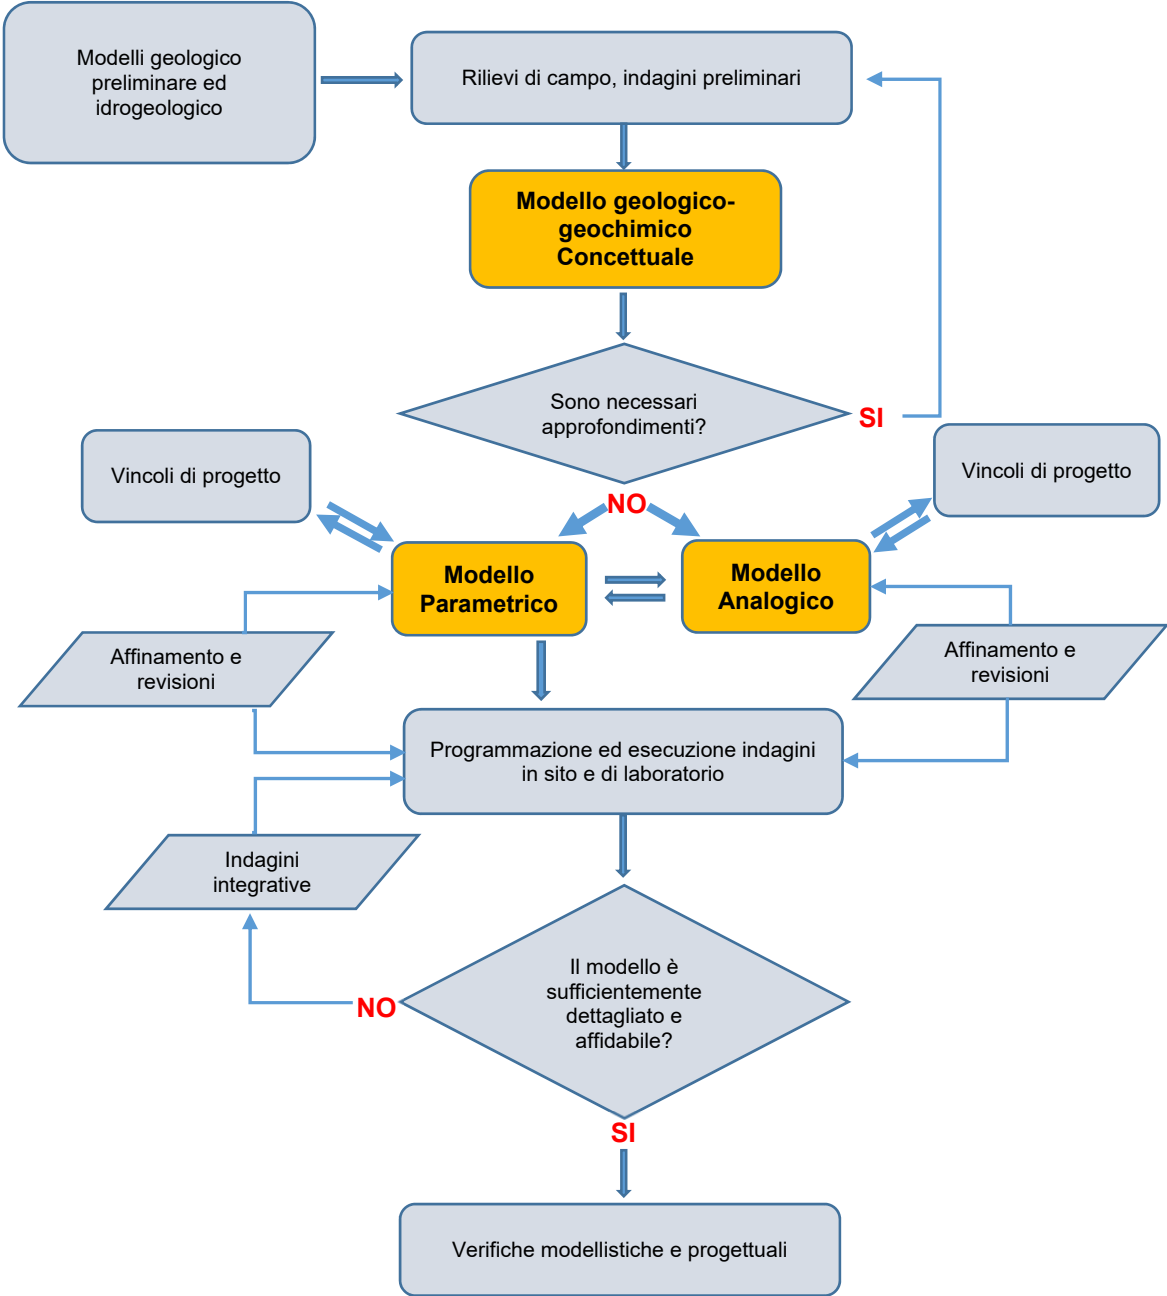 Modelli geologico
preliminare ed
idrogeologico
Rilievi di campo, indagini preliminari
Modello geologico-
geochimico
Concettuale
Sono necessari
approfondimenti?
SI
Vincoli di progetto
Vincoli di progetto
NO
Modello
Parametrico
Modello
Analogico
Affinamento e
revisioni
Affinamento e
revisioni
Programmazione ed esecuzione indagini
in sito e di laboratorio
Indagini
integrative
Il modello è
sufficientemente
dettagliato e
affidabile?
NO
SI
Verifiche modellistiche e progettuali